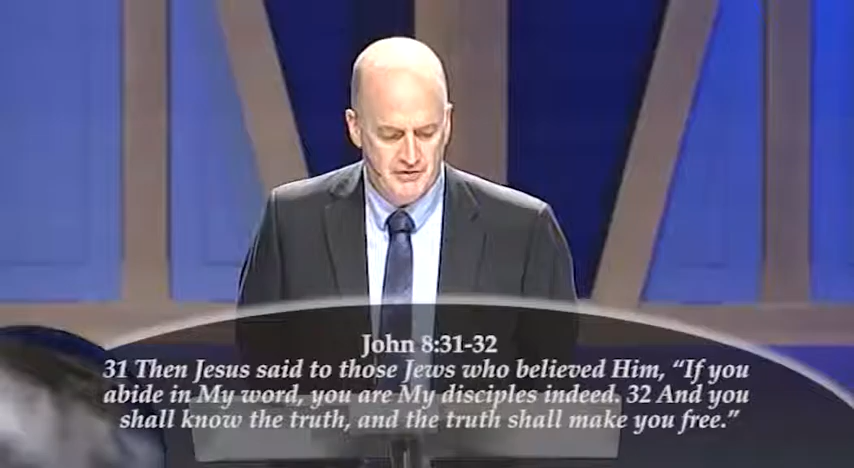 John 8:31-32
31 Then Jesus said to those Jews who believed Him, “If you
abide in My word, you are My disciples indeed. 32 And you
shall know the truth, and the truth shall make you free.”